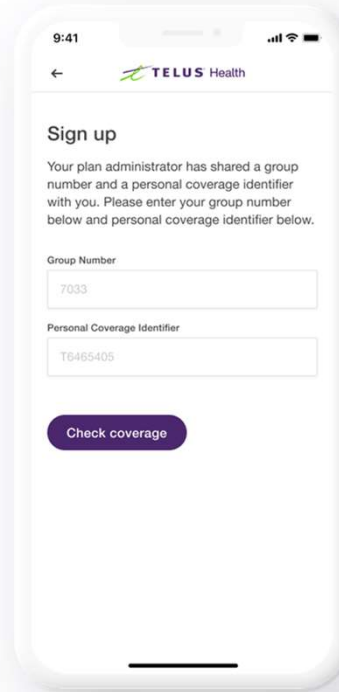 9:41
TELUS Health
Sign up
Your plan administrator has shared a group
number and a personal coverage identifier
with you. Please enter your group number
below and personal coverage identifier below.
Group Number
7033
Personal Coverage Identifier
T6465405
Check coverage